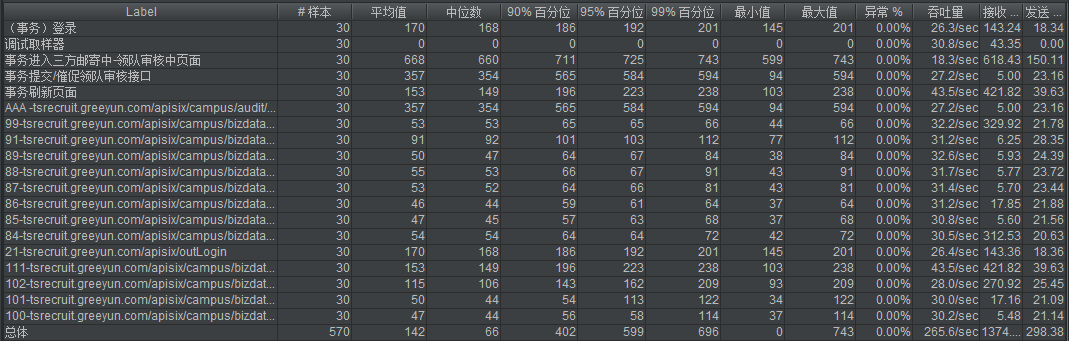 Label # 样本 平均值 中位数 90% 百分位 95% 百分位 99% 百分位 最小值 最大值 异常 % 吞吐量 接收 ... 发送 ...
（事务）登录 30 170 168 186 192 201 145 201 0.00% 26.3/sec 143.24 18.34
调试取样器 30 0 0 0 0 0 0 0 0.00% 30.8/sec 43.35 0.00
事务进入三方邮寄中-领队审核中页面 30 668 660 711 725 743 599 743 0.00% 18.3/sec 618.43 150.11
事务提交/催促领队审核接口 30 357 354 565 584 594 94 594 0.00% 27.2/sec 5.00 23.16
事务刷新页面 30 153 149 196 223 238 103 238 0.00% 43.5/sec 421.82 39.63
AAA -tsrecruit.greeyun.com/apisix/campus/audit/... 30 357 354 565 584 594 94 594 0.00% 27.2/sec 5.00 23.16
99-tsrecruit.greeyun.com/apisix/campus/bizdata... 30 53 53 65 65 66 44 66 0.00% 32.2/sec 329.92 21.78
91-tsrecruit.greeyun.com/apisix/campus/bizdata... 30 91 92 101 103 112 77 112 0.00% 31.2/sec 6.25 28.35
89-tsrecruit.greeyun.com/apisix/campus/bizdata... 30 50 47 64 67 84 38 84 0.00% 32.6/sec 5.93 24.39
88-tsrecruit.greeyun.com/apisix/campus/bizdata... 30 55 53 66 67 91 43 91 0.00% 31.7/sec 5.77 23.72
87-tsrecruit.greeyun.com/apisix/campus/bizdata... 30 53 52 64 66 81 43 81 0.00% 31.4/sec 5.70 23.44
86-tsrecruit.greeyun.com/apisix/campus/bizdata... 30 46 44 59 61 64 37 64 0.00% 31.2/sec 17.85 21.88
85-tsrecruit.greeyun.com/apisix/campus/bizdata... 30 47 45 57 63 68 37 68 0.00% 30.8/sec 5.60 21.56
84-tsrecruit.greeyun.com/apisix/campus/bizdata... 30 54 54 64 64 72 42 72 0.00% 30.5/sec 312.53 20.63
21-tsrecruit.greeyun.com/apisix/outLogin 30 170 168 186 192 201 145 201 0.00% 26.4/sec 143.36 18.36
111-tsrecruit.greeyun.com/apisix/campus/bizdat... 30 153 149 196 223 238 103 238 0.00% 43.5/sec 421.82 39.63
102-tsrecruit.greeyun.com/apisix/campus/bizdat... 30 115 106 143 162 209 93 209 0.00% 28.0/sec 270.92 25.45
101-tsrecruit.greeyun.com/apisix/campus/bizdat... 30 50 44 54 113 122 34 122 0.00% 30.0/sec 17.16 21.09
100-tsrecruit.greeyun.com/apisix/campus/bizdat... 30 47 44 56 58 114 37 114 0.00% 30.2/sec 5.48 21.14
总体 570 142 66 402 599 696 0 743 0.00% 265.6/sec 1374.... 298.38